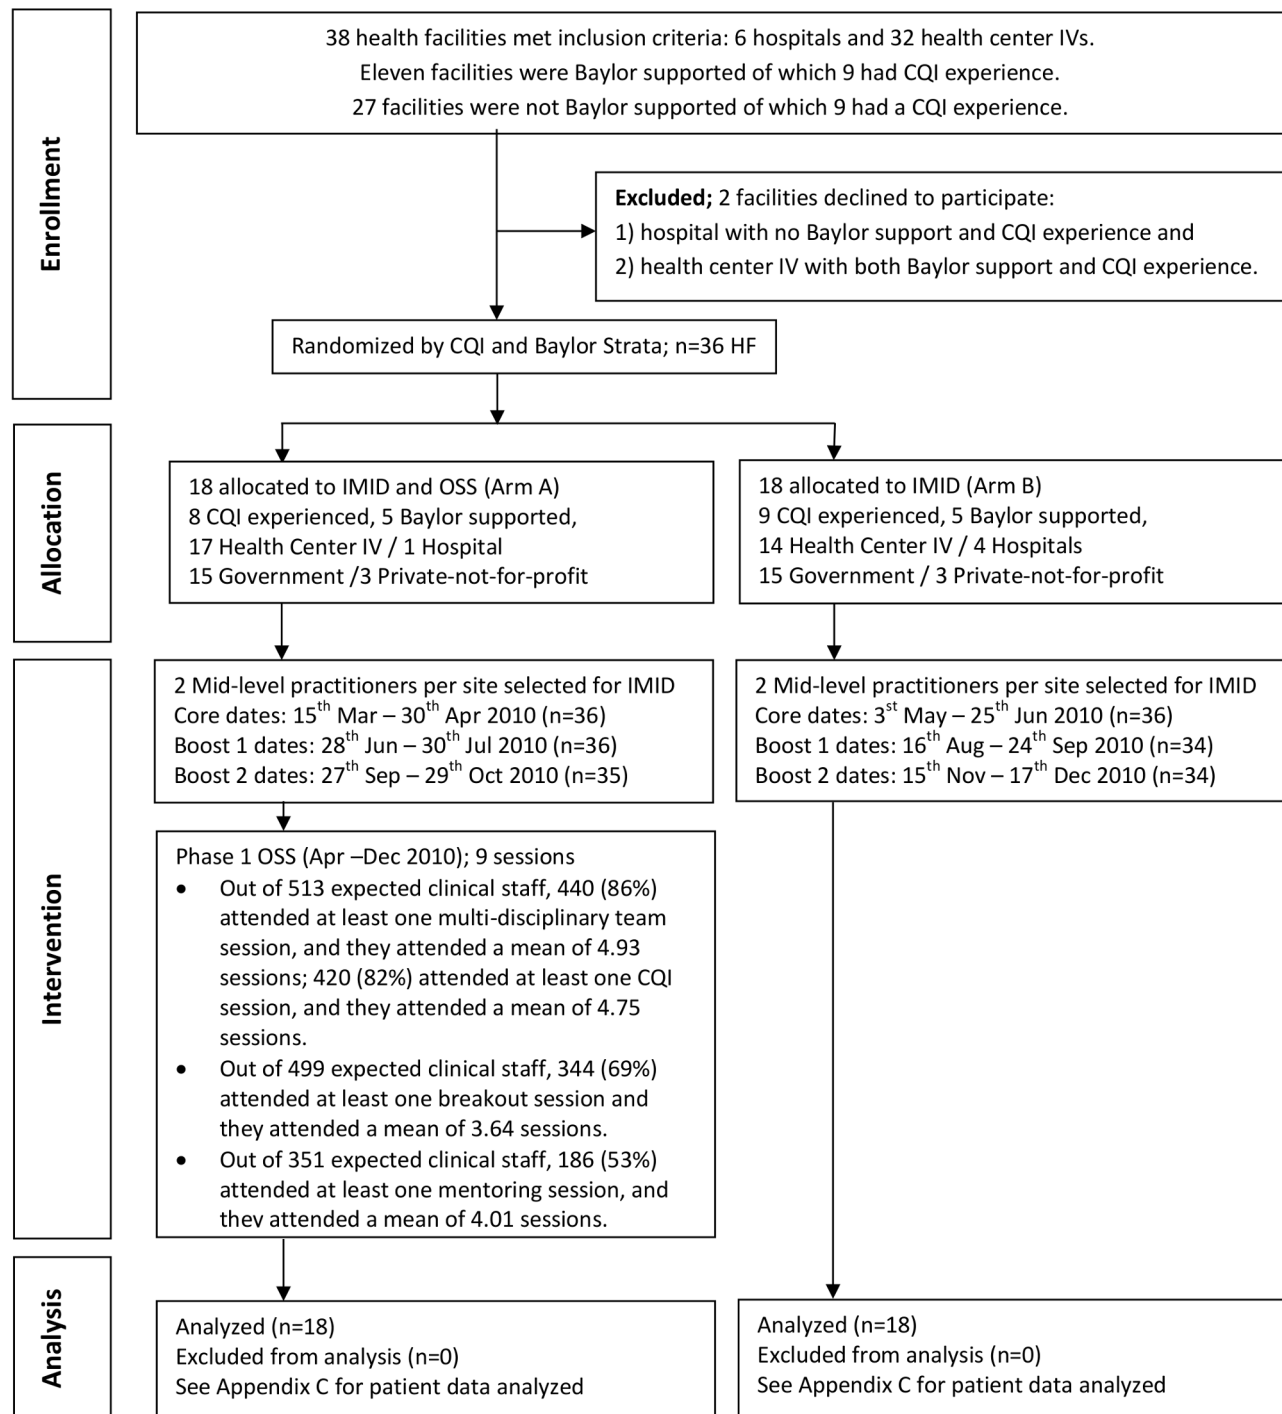 Enrollment
38 health facilities met inclusion criteria: 6 hospitals and 32 health center IVs.
Eleven facilities were Baylor supported of which 9 had CQI experience.
27 facilities were not Baylor supported of which 9 had a CQI experience.
Excluded; 2 facilities declined to participate:
1) hospital with no Baylor support and CQI experience and
2) health center IV with both Baylor support and CQI experience.
Randomized by CQI and Baylor Strata; n=36 HF
Allocation
18 allocated to IMID and OSS (Arm A)
8 CQI experienced, 5 Baylor supported,
17 Health Center IV / 1 Hospital
15 Government /3 Private-not-for-profit
18 allocated to IMID (Arm B)
9 CQI experienced, 5 Baylor supported,
14 Health Center IV / 4 Hospitals
15 Government / 3 Private-not-for-profit
Intervention
2 Mid-level practitioners per site selected for IMID
Core dates: 15th Mar – 30th Apr 2010 (n=36)
Boost 1 dates: 28th Jun – 30th Jul 2010 (n=36)
Boost 2 dates: 27th Sep – 29th Oct 2010 (n=35)
2 Mid-level practitioners per site selected for IMID
Core dates: 3st May – 25th Jun 2010 (n=36)
Boost 1 dates: 16th Aug – 24th Sep 2010 (n=34)
Boost 2 dates: 15th Nov – 17th Dec 2010 (n=34)
Phase 1 OSS (Apr –Dec 2010); 9 sessions
• Out of 513 expected clinical staff, 440 (86%)
attended at least one multi-disciplinary team
session, and they attended a mean of 4.93
sessions; 420 (82%) attended at least one CQI
session, and they attended a mean of 4.75
sessions.
• Out of 499 expected clinical staff, 344 (69%)
attended at least one breakout session and
they attended a mean of 3.64 sessions.
• Out of 351 expected clinical staff, 186 (53%)
attended at least one mentoring session, and
they attended a mean of 4.01 sessions.
Analysis
Analyzed (n=18)
Excluded from analysis (n=0)
See Appendix C for patient data analyzed
Analyzed (n=18)
Excluded from analysis (n=0)
See Appendix C for patient data analyzed